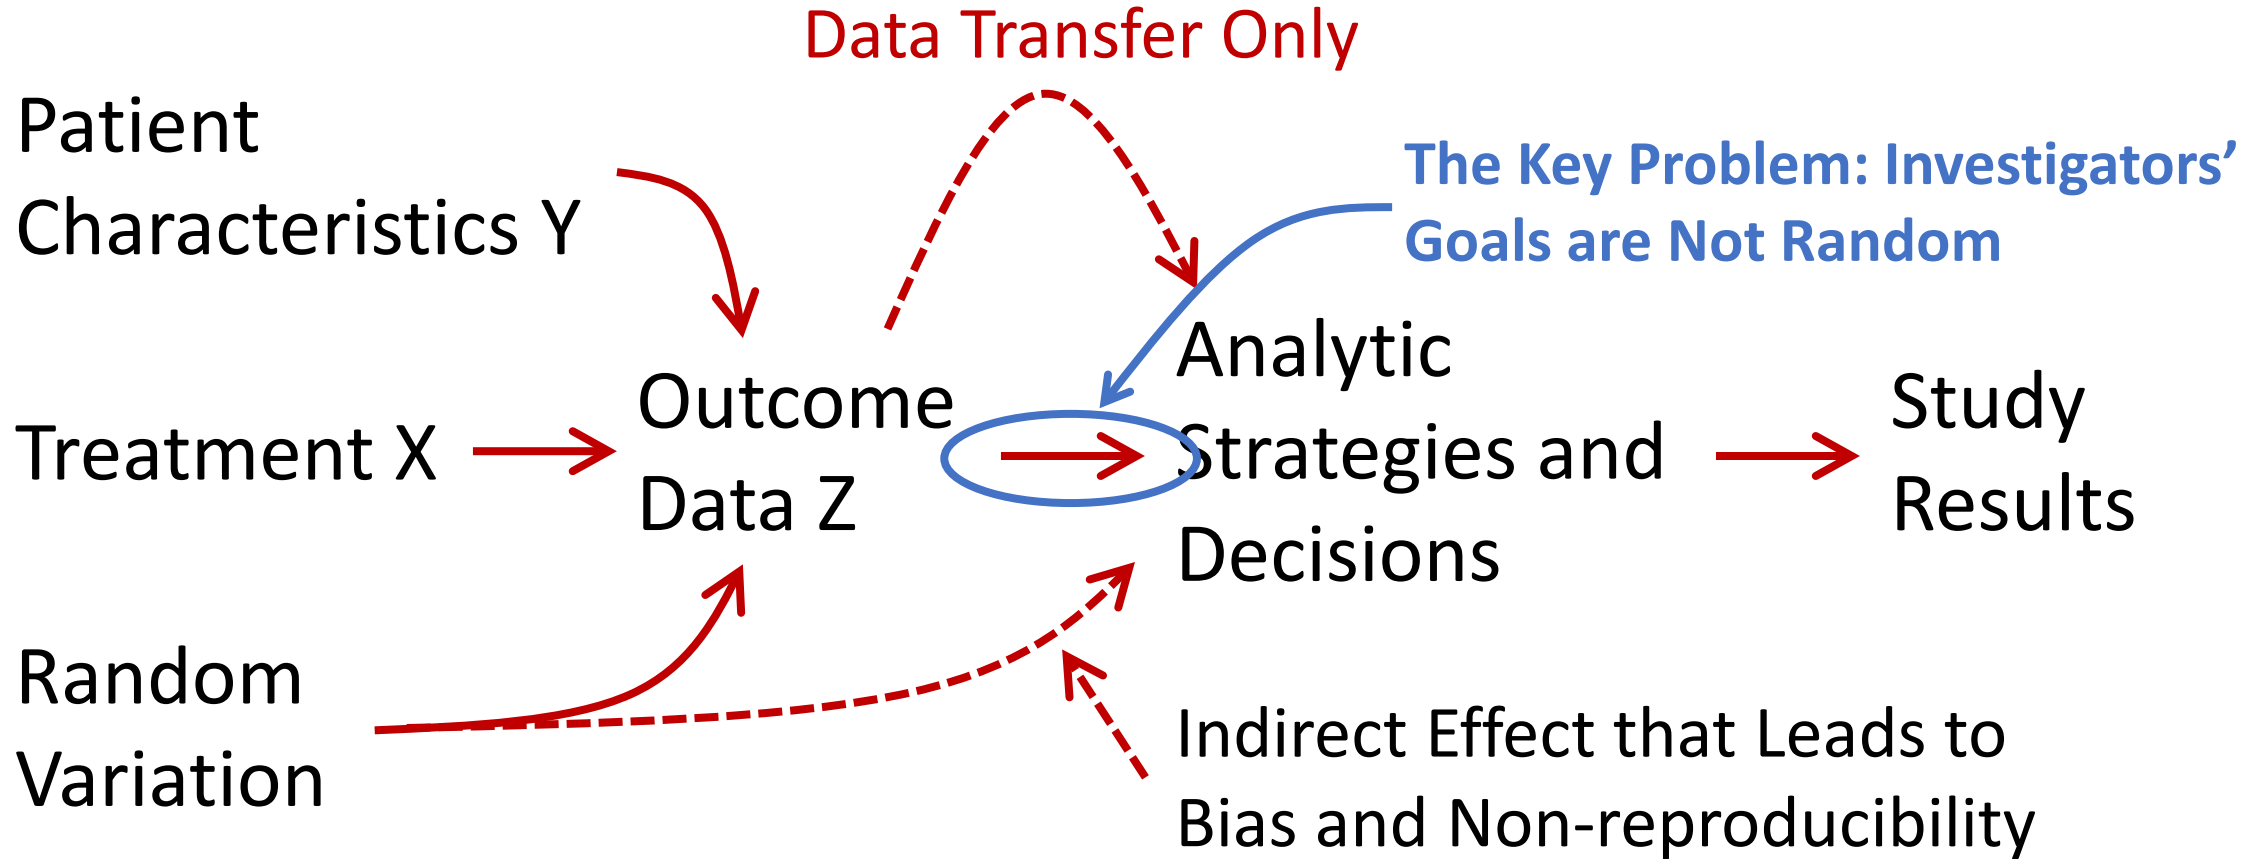 Data Transfer Only
Patient
Characteristics Y
The Key Problem: Investigators’
Goals are Not Random
Treatment X
Outcome
Data Z
Analytic
Strategies and
Decisions
Study
Results
Random
Variation
Indirect Effect that Leads to
Bias and Non-reproducibility